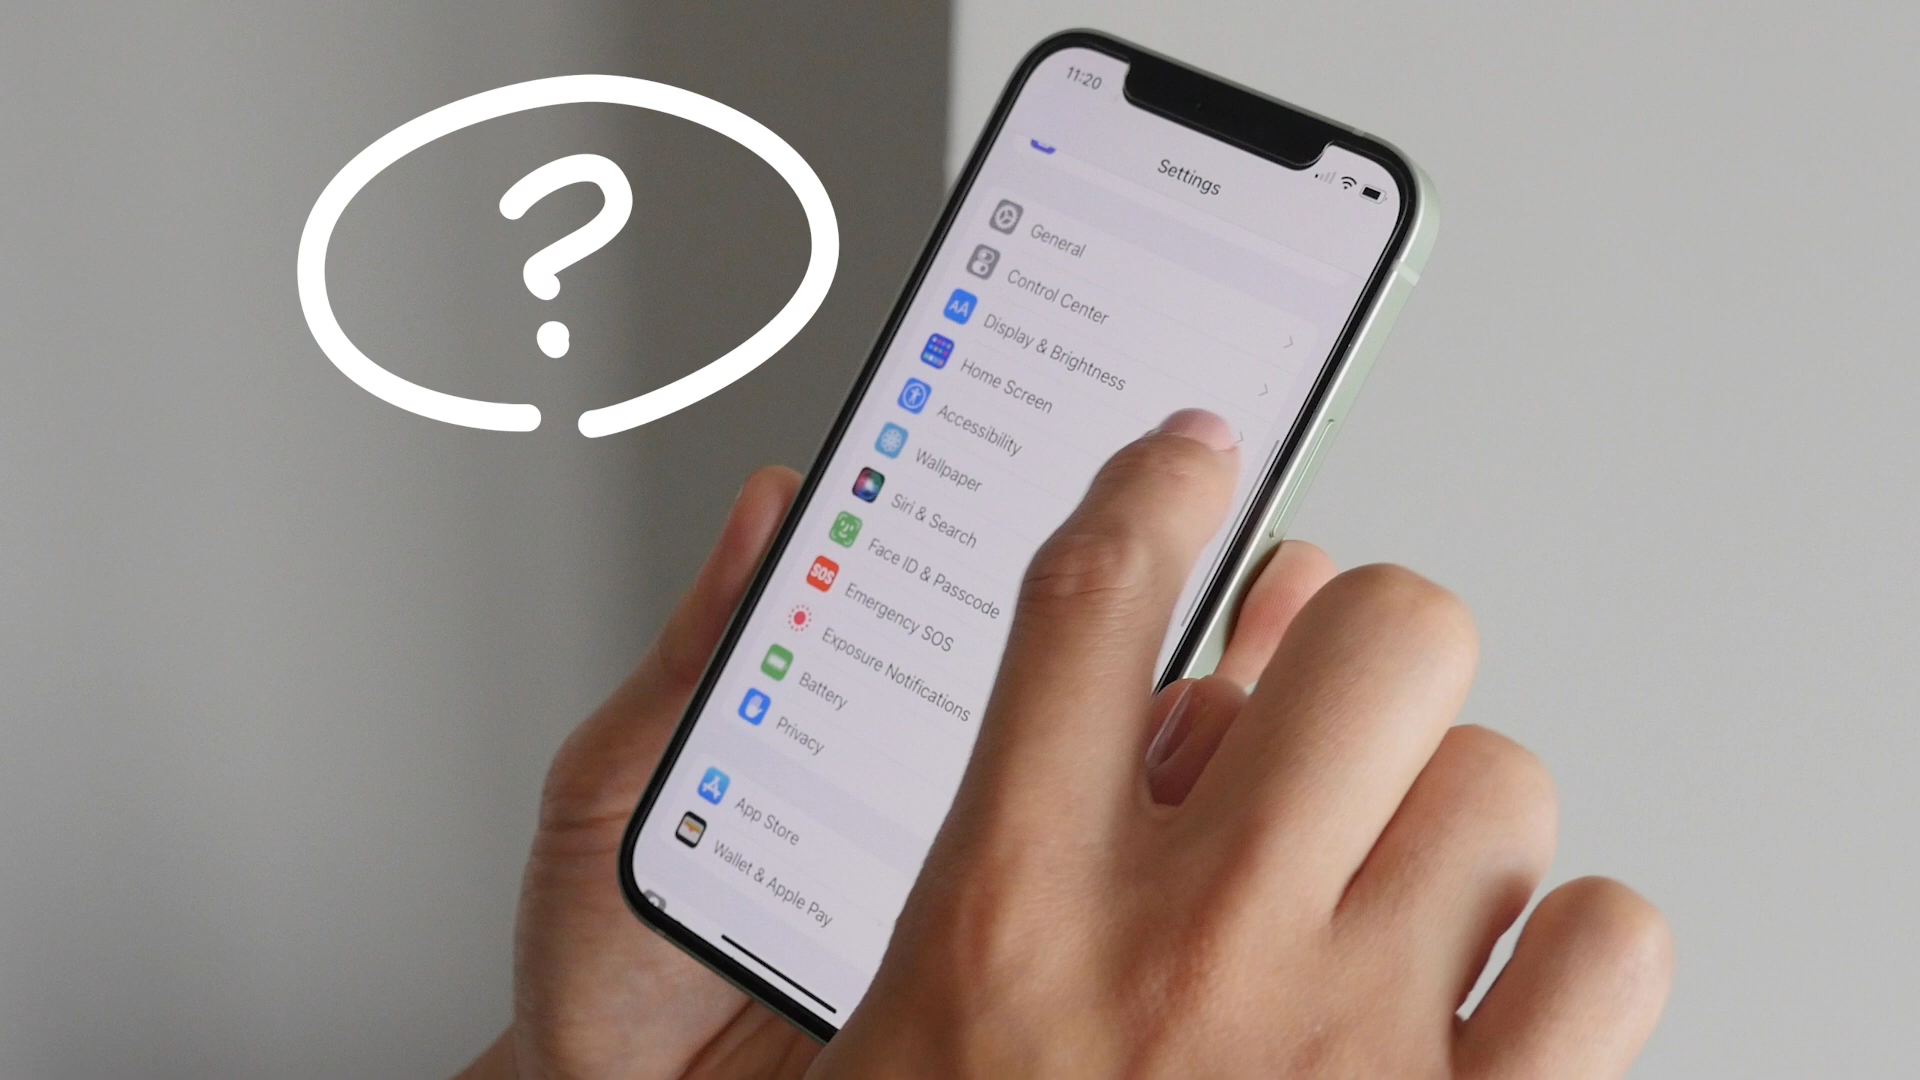 ?
11:20
Settings
General
Control Center
Display & Brightness
AA
Home Screen
Accessibility
Wallpaper
Siri & Search
Face ID & Passcode
SOS
Emergency SOS
Exposure Notifications
Battery
Privacy
App Store
Wallet & Apple Pay